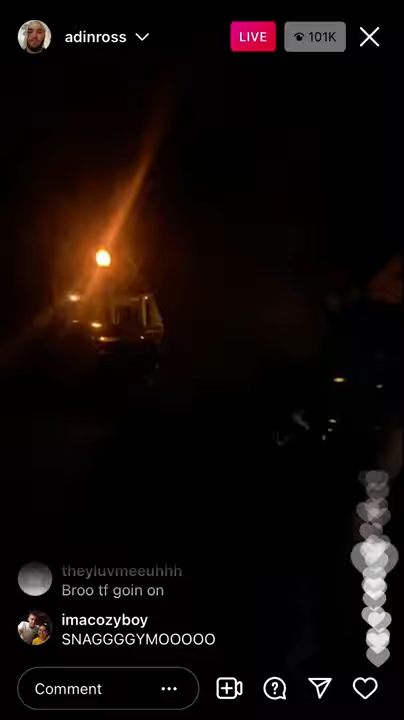 adinross
LIVE
101K
theyluvmeeuhhh
Broo tf goin on
imacozyboy
SNAGGGGYMOOOOO
Comment